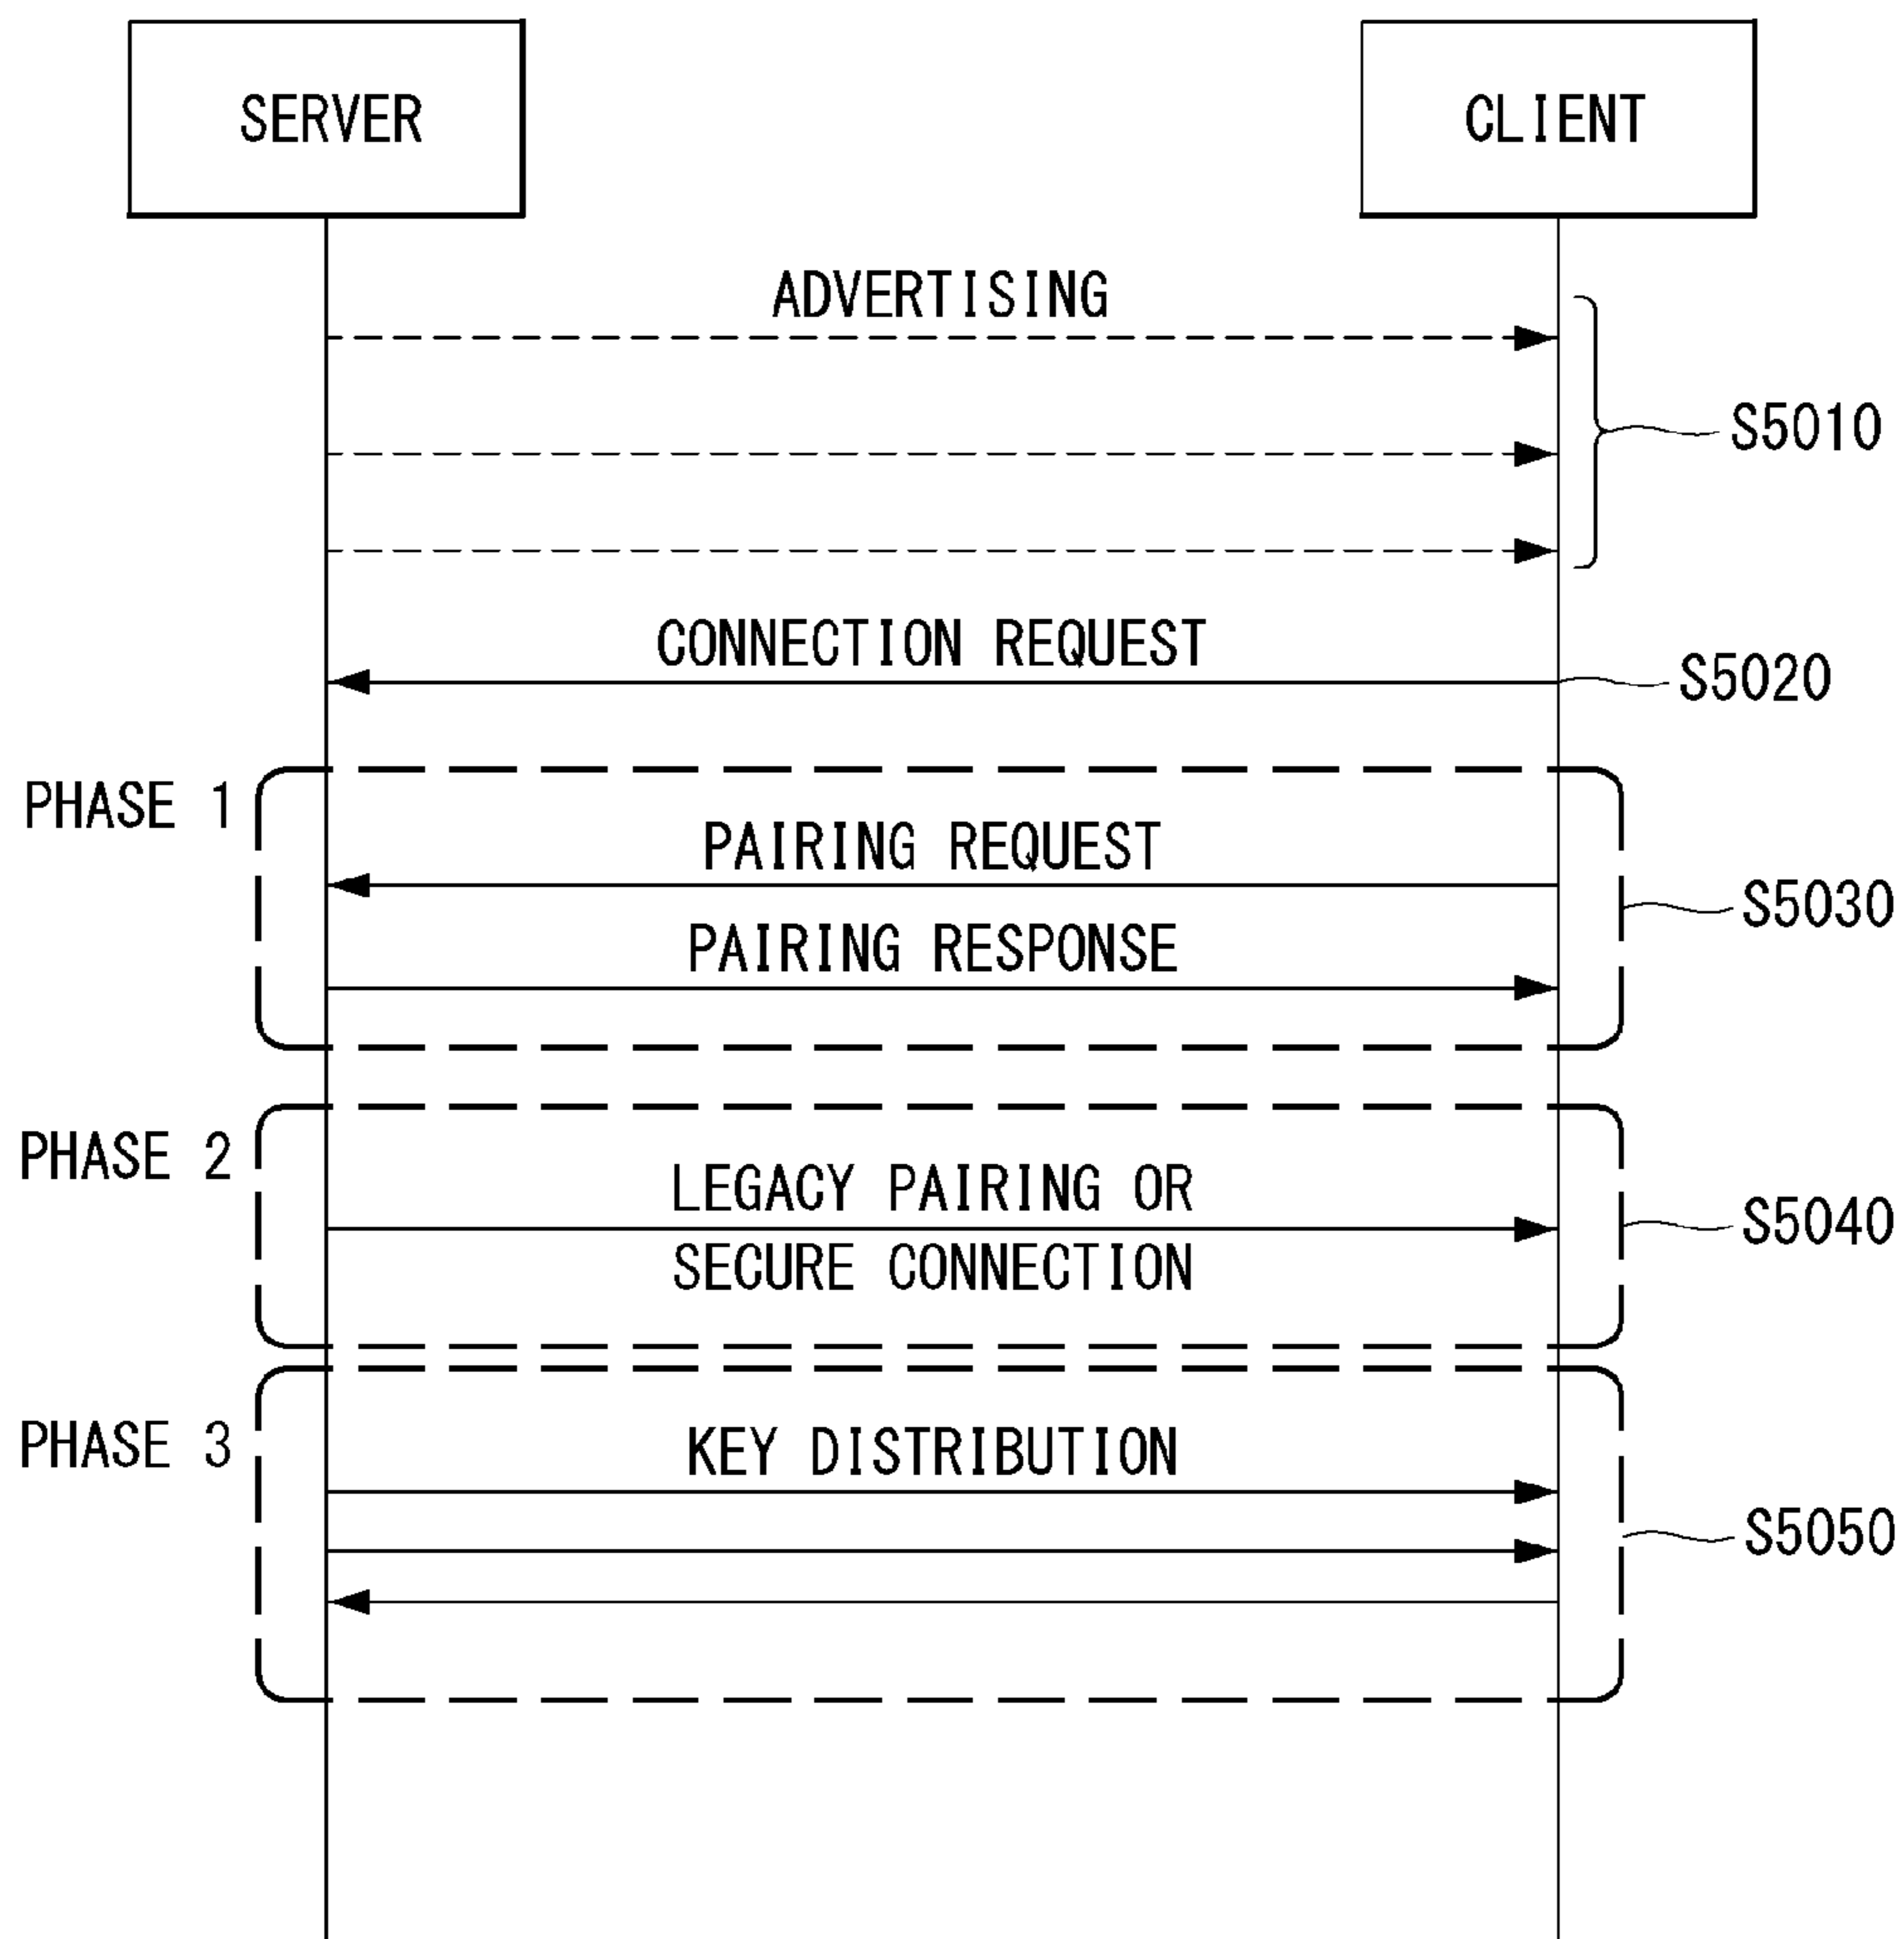 SERVER
CLIENT
ADVERTISING
S5010
CONNECTION REQUEST
S5020
PHASE 1
PAIRING REQUEST
S5030
PAIRING RESPONSE
PHASE 2
LEGACY PAIRING OR
S5040
SECURE CONNECTION
PHASE 3
KEY DISTRIBUTION
S5050